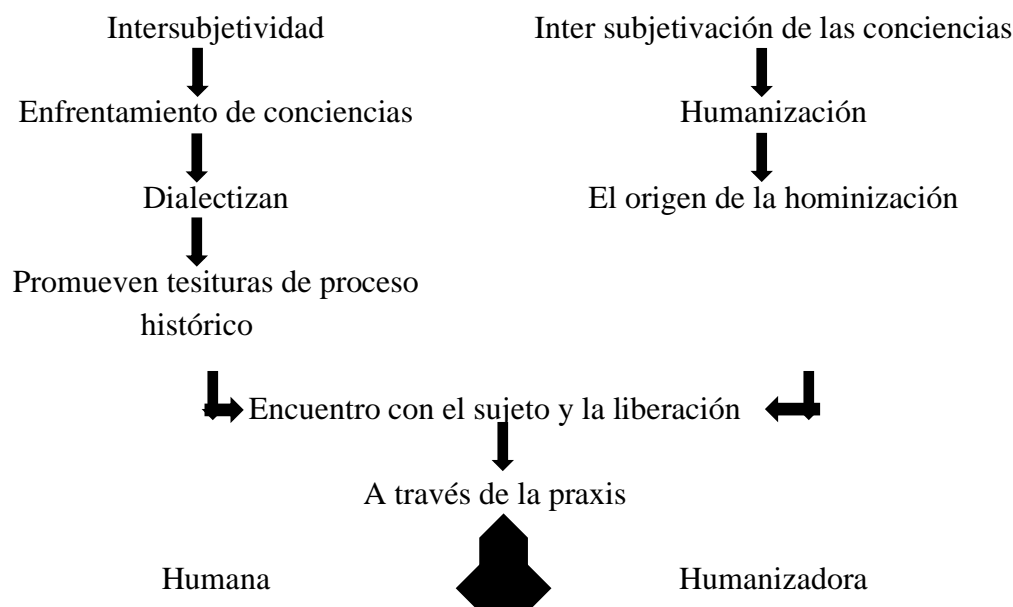 Intersubjetividad
Inter subjetivación de las conciencias
Enfrentamiento de conciencias
Humanización
Dialectizan
El origen de la hominización
Promueven tesituras de proceso
histórico
Encuentro con el sujeto y la liberación
A través de la praxis
Humana
Humanizadora